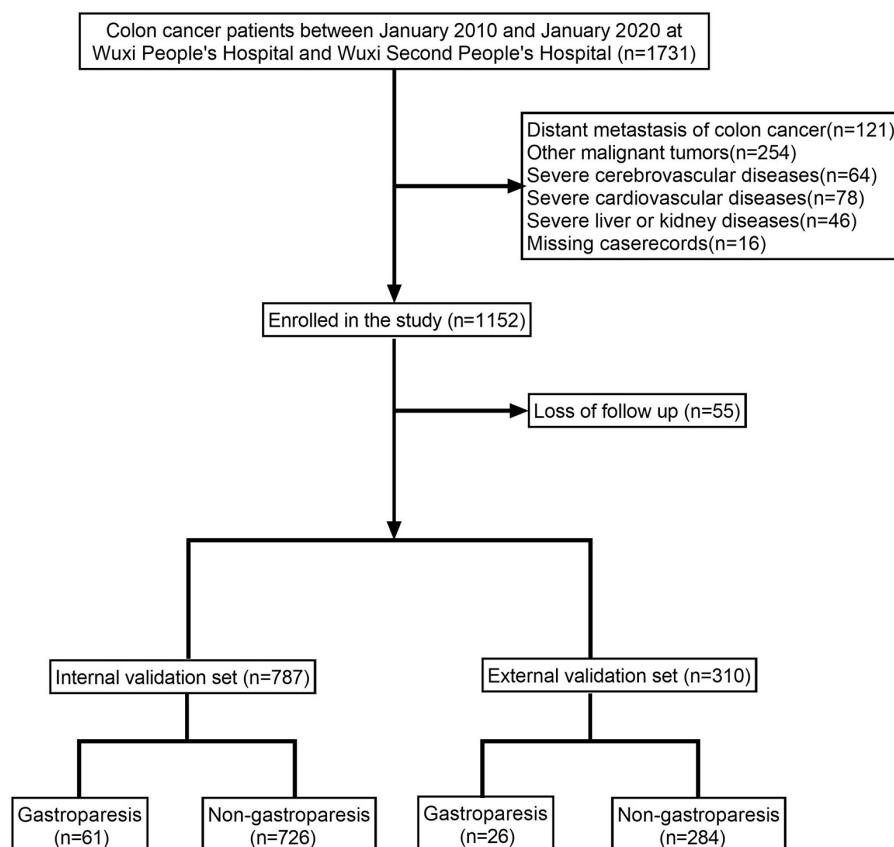 Colon cancer patients between January 2010 and January 2020 at
Wuxi People's Hospital and Wuxi Second People's Hospital (n=1731)
Distant metastasis of colon cancer(n=121)
Other malignant tumors(n=254)
Severe cerebrovascular diseases(n=64)
Severe cardiovascular diseases(n=78)
Severe liver or kidney diseases(n=46)
Missing caserecords(n=16)
Enrolled in the study (n=1152)
Loss of follow up (n=55)
Internal validation set (n=787)
External validation set (n=310)
Gastroparesis
(n=61)
Non-gastroparesis
(n=726)
Gastroparesis
(n=26)
Non-gastroparesis
(n=284)